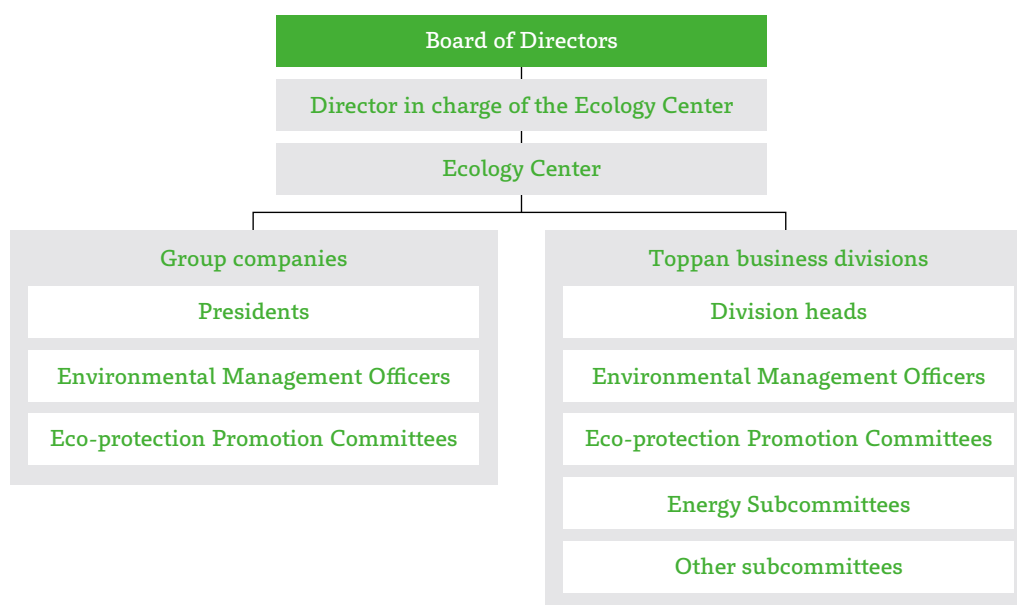 Board of Directors
Director in charge of the Ecology Center
Ecology Center
Group companies
Presidents
Environmental Management Officers
Eco-protection Promotion Committees
Toppan business divisions
Division heads
Environmental Management Officers
Eco-protection Promotion Committees
Energy Subcommittees
Other subcommittees